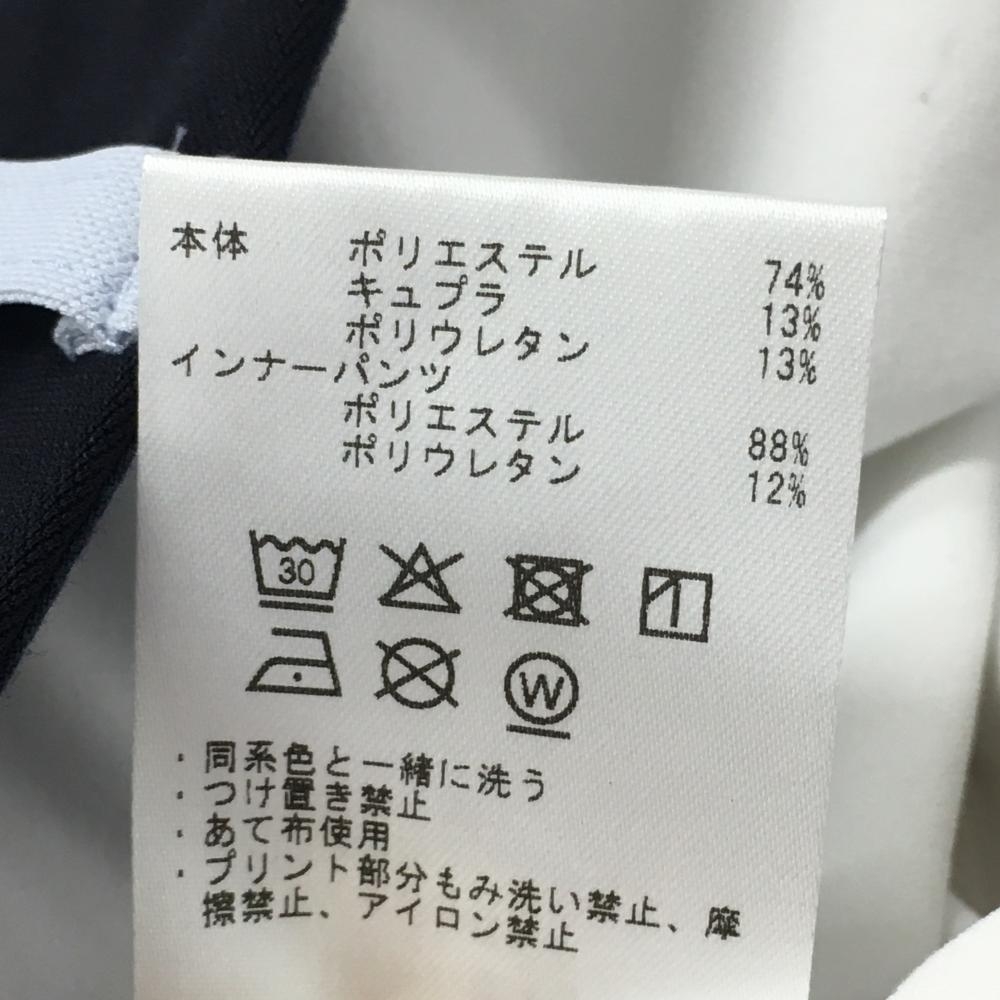 本体 ポリエステル 74%
キュプラ 13%
ポリウレタン 13%
インナーパンツ
ポリエステル 88%
ポリウレタン 12%
30
W
・同系色と一緒に洗う
・つけ置き禁止
・あて布使用
・プリント部分もみ洗い禁止、摩
擦禁止、アイロン禁止